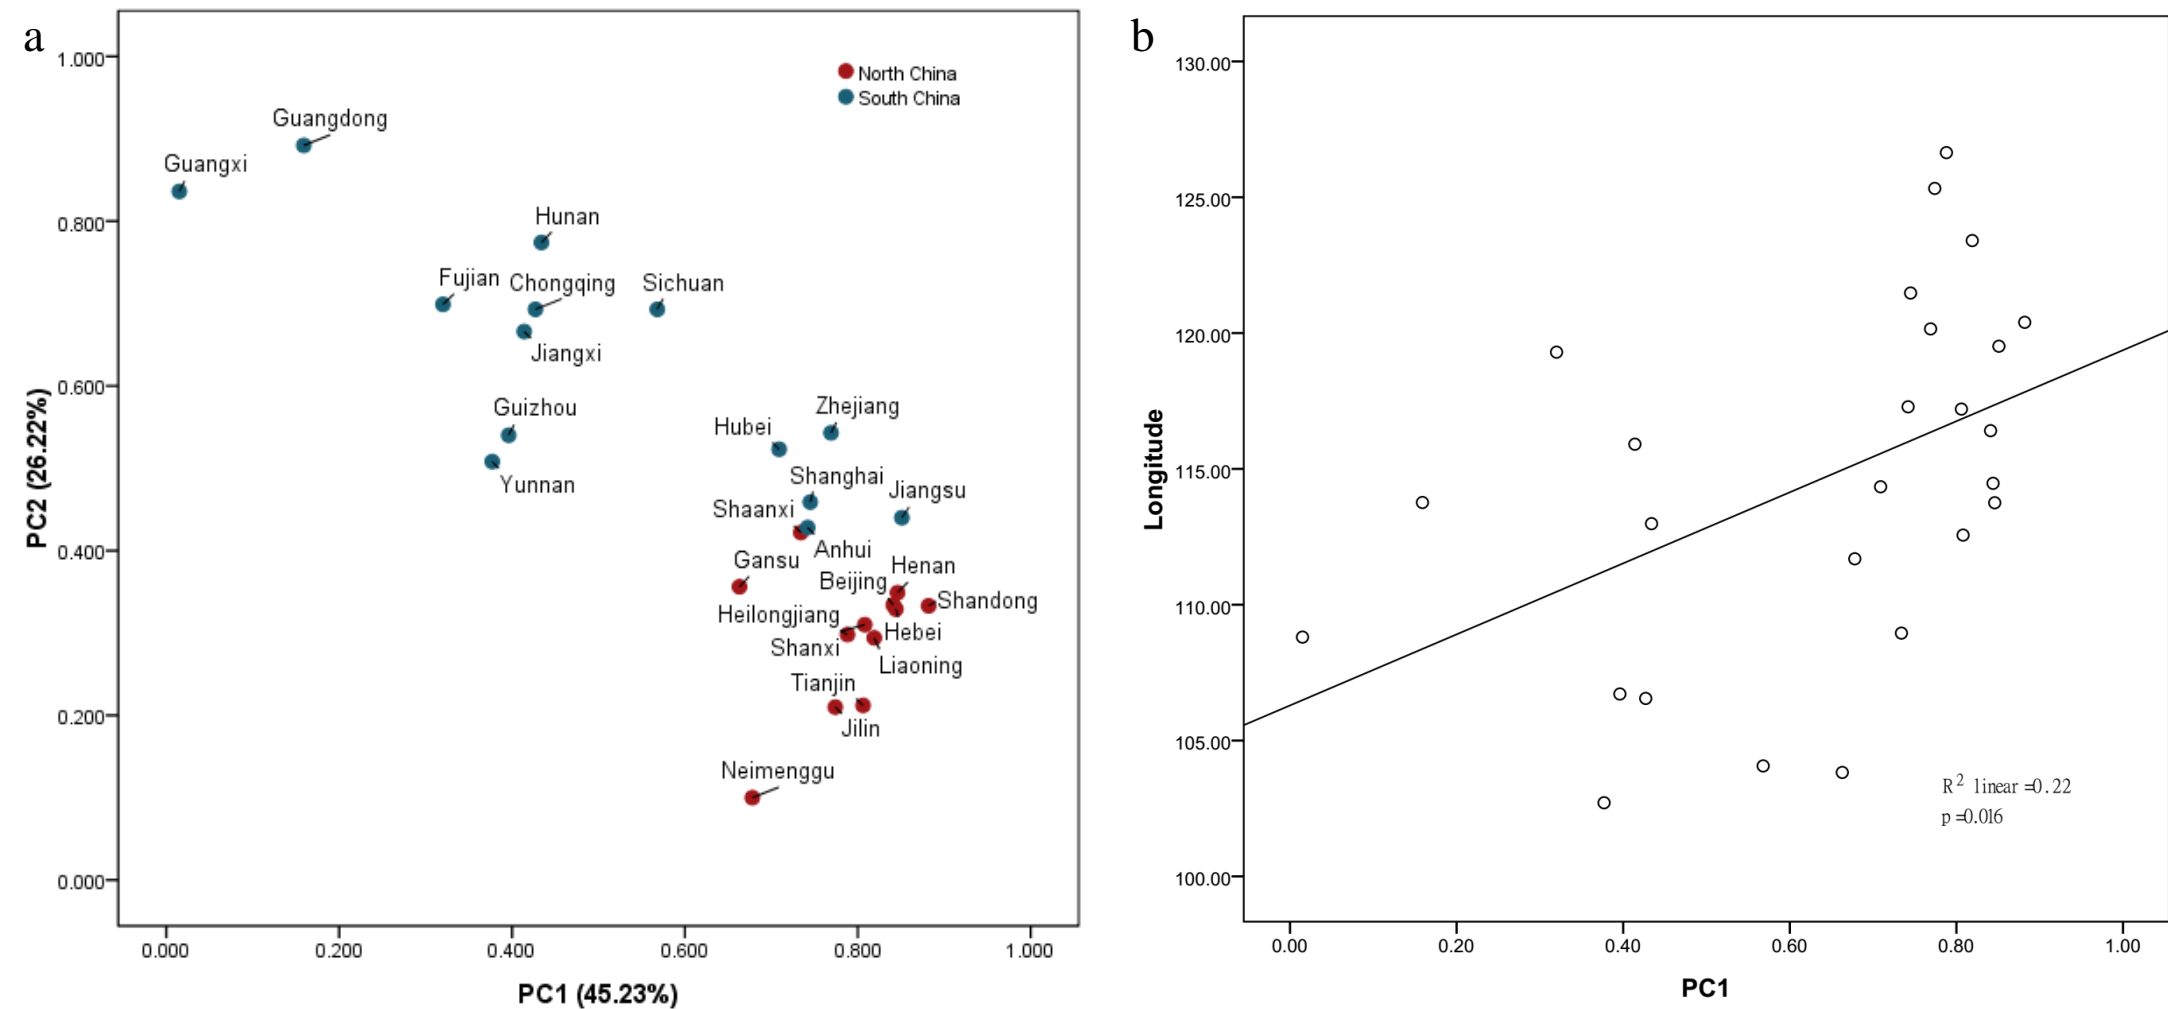 a
1.000
0.800
0.600
0.400
0.200
0.000
PC2 (26.22%)
North China
South China
Guangdong
Guangxi
Hunan
Fujian
Chongqing
Sichuan
Jiangxi
Guizhou
Zhejiang
Hubei
Yunnan
Shanghai
Jiangsu
Shaanxi
Anhui
Gansu
Henan
Beijing
Shandong
Heilongjiang
Hebei
Shanxi
Liaoning
Tianjin
Jilin
Neimenggu
0.000 0.200 0.400 0.600 0.800 1.000
PC1 (45.23%)
b
130.00
125.00
120.00
115.00
110.00
105.00
100.00
Longitude
R² linear =0.22
p =0.016
0.00 0.20 0.40 0.60 0.80 1.00
PC1